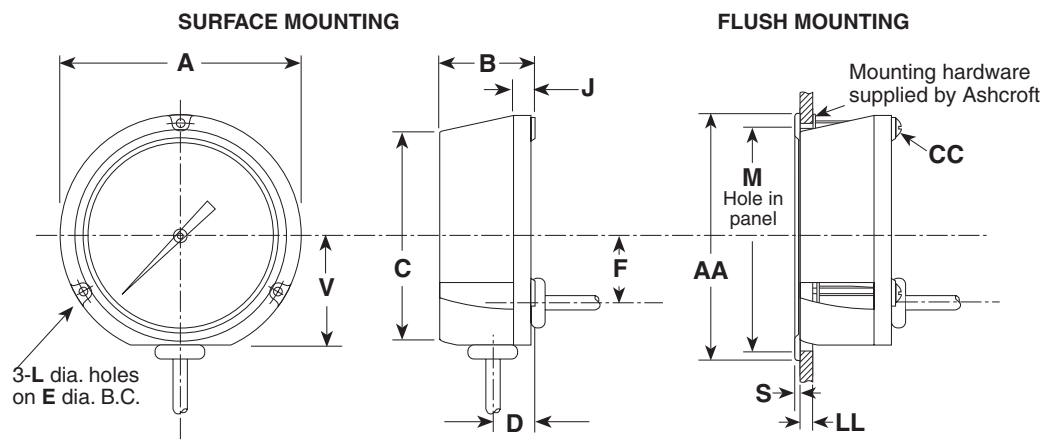 SURFACE MOUNTING
FLUSH MOUNTING
A
B
J
Mounting hardware
supplied by Ashcroft
CC
M
Hole in
panel
V
C
F
AA
3-L dia. holes
on E dia. B.C.
D
S
LL